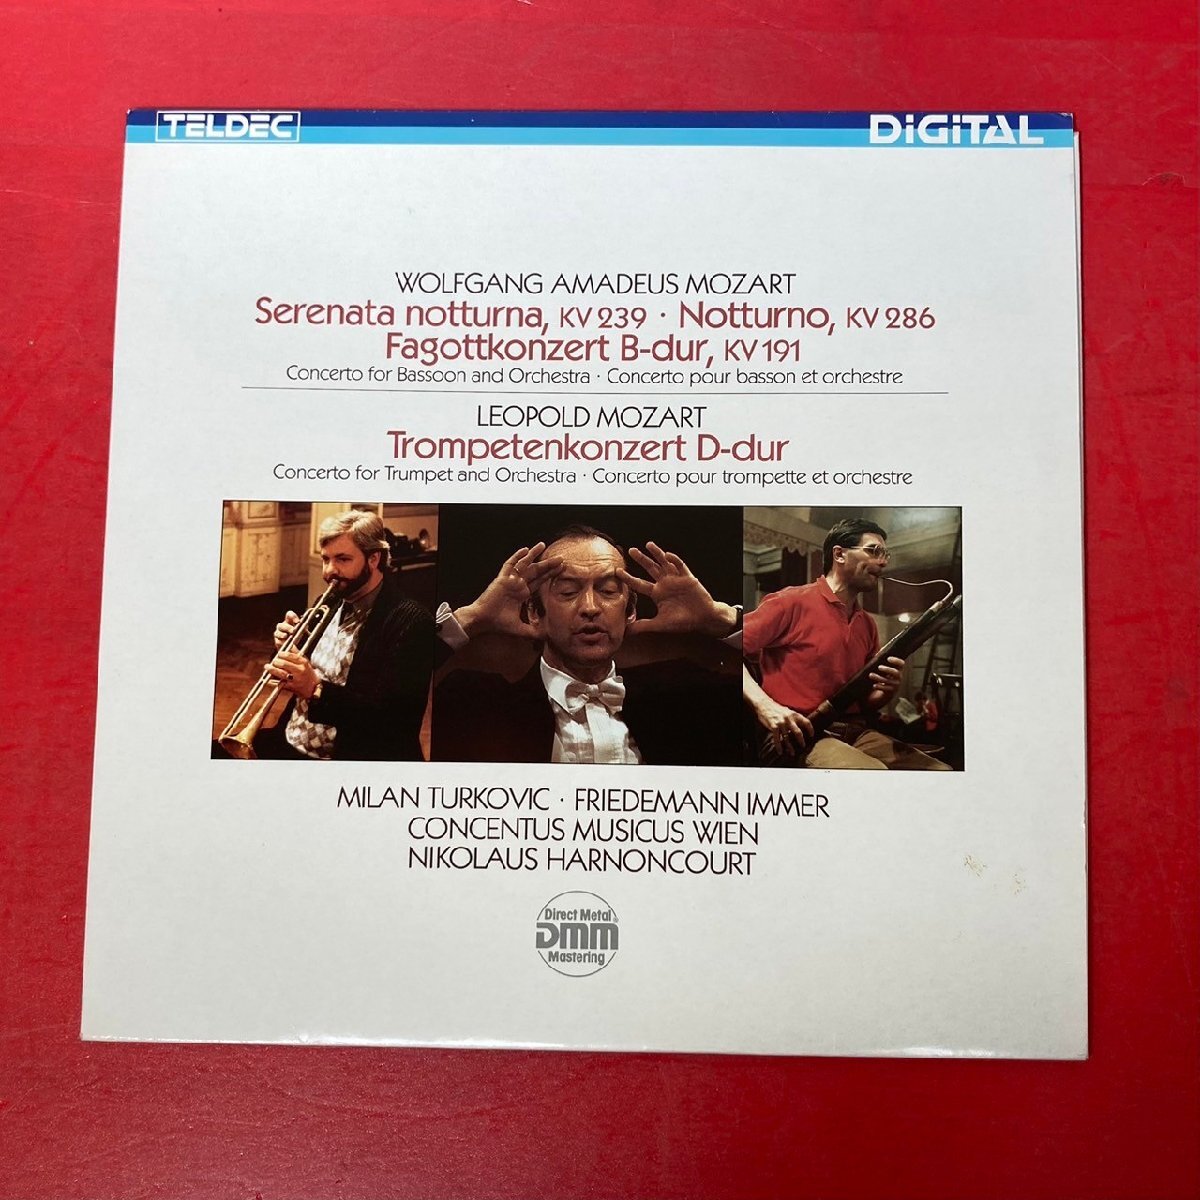 TELDEC DiGiTAL
WOLFGANG AMADEUS MOZART
Serenata notturna, KV 239 · Notturno, KV 286
Fagottkonzert B-dur, KV 191
Concerto for Bassoon and Orchestra · Concerto pour basson et orchestre
LEOPOLD MOZART
Trompetenkonzert D-dur
Concerto for Trumpet and Orchestra · Concerto pour trompette et orchestre
MILAN TURKOVIC · FRIEDEMANN IMMER
CONCENTUS MUSICUS WIEN
NIKOLAUS HARNONCOURT
Direct Metal®
DMM
Mastering